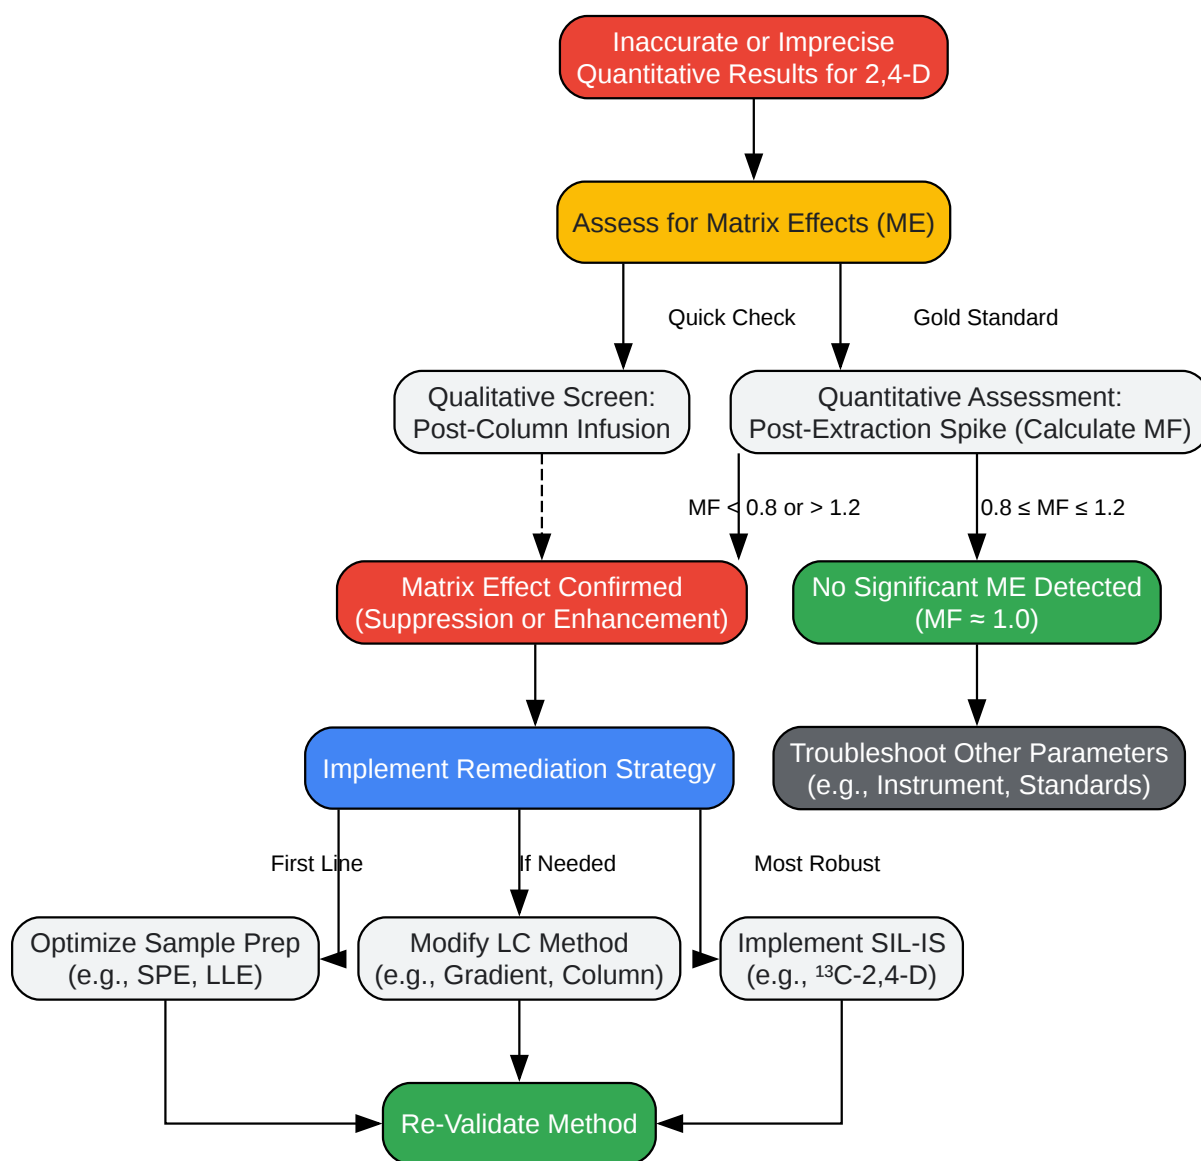 Inaccurate or Imprecise
Quantitative Results for 2,4-D
Assess for Matrix Effects (ME)
Quick Check
Gold Standard
Qualitative Screen:
Post-Column Infusion
Quantitative Assessment:
Post-Extraction Spike (Calculate MF)
MF < 0.8 or > 1.2
0.8 ≤ MF ≤ 1.2
Matrix Effect Confirmed
(Suppression or Enhancement)
No Significant ME Detected
(MF ≈ 1.0)
Implement Remediation Strategy
Troubleshoot Other Parameters
(e.g., Instrument, Standards)
First Line
If Needed
Most Robust
Optimize Sample Prep
(e.g., SPE, LLE)
Modify LC Method
(e.g., Gradient, Column)
Implement SIL-IS
(e.g., ¹³C-2,4-D)
Re-Validate Method